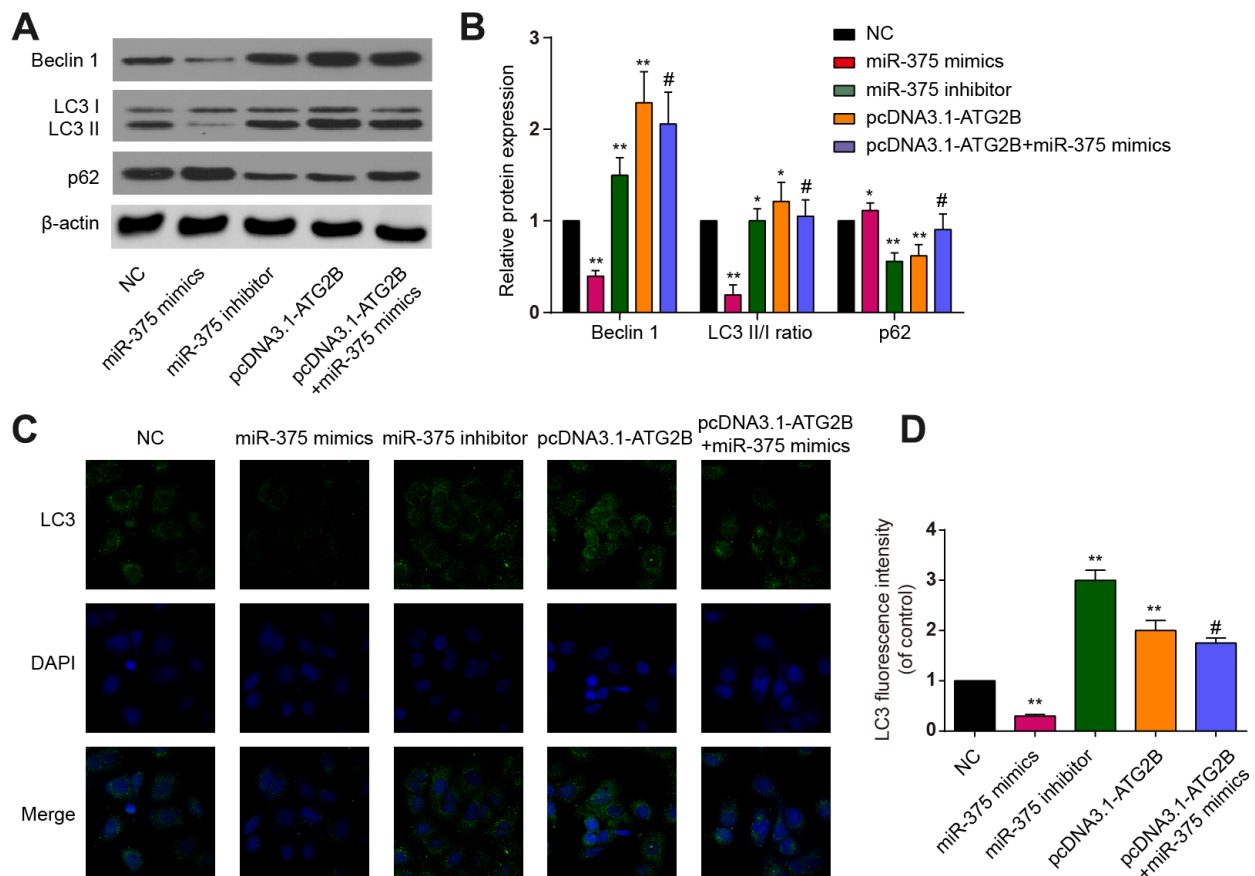 A
Beclin 1
LC3 I
LC3 II
p62
β-actin
NC
miR-375 mimics
miR-375 inhibitor
pcDNA3.1-ATG2B
pcDNA3.1-ATG2B
+miR-375 mimics
B
Relative protein expression
3
2
1
0
**
**
**
#
**
*
*
#
*
**
**
#
Beclin 1
LC3 II/I ratio
p62
NC
miR-375 mimics
miR-375 inhibitor
pcDNA3.1-ATG2B
pcDNA3.1-ATG2B+miR-375 mimics
C
NC
miR-375 mimics
miR-375 inhibitor
pcDNA3.1-ATG2B
pcDNA3.1-ATG2B
+miR-375 mimics
LC3
DAPI
Merge
D
LC3 fluorescence intensity
(of control)
4
3
2
1
0
**
**
**
#
NC
miR-375 mimics
miR-375 inhibitor
pcDNA3.1-ATG2B
pcDNA3.1-ATG2B
+miR-375 mimics